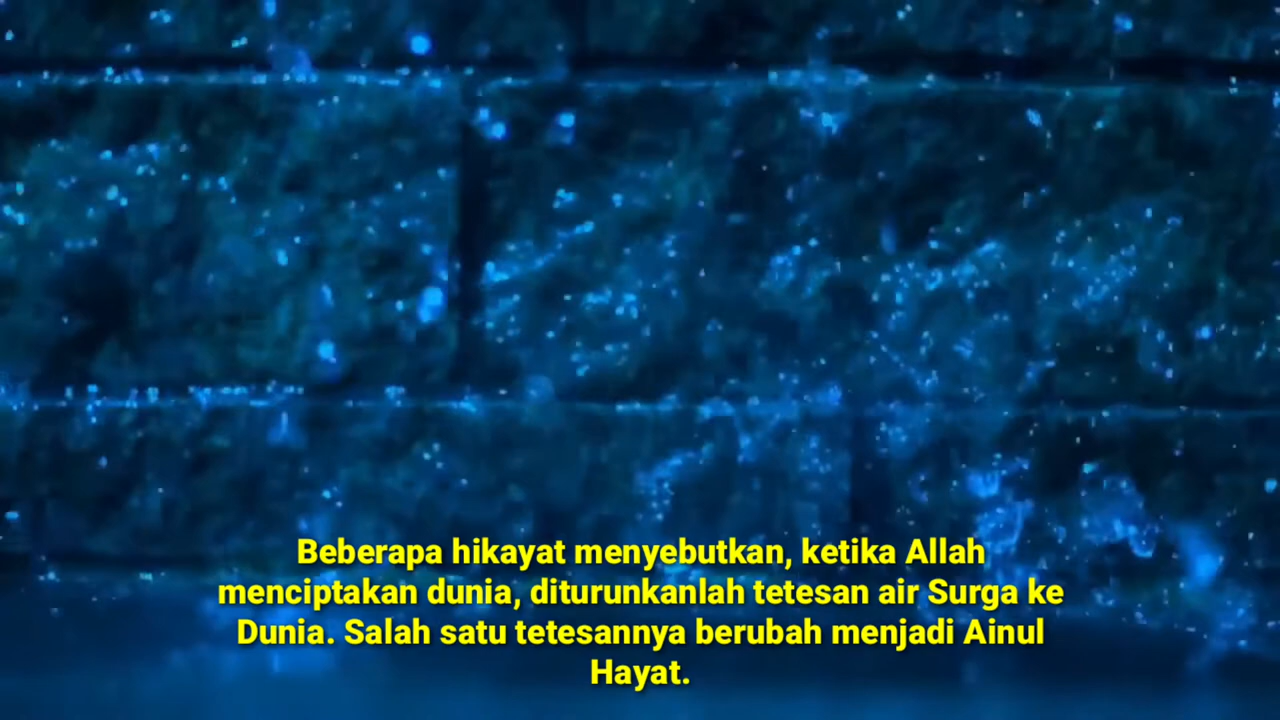 Beberapa hikayat menyebutkan, ketika Allah
menciptakan dunia, diturunkanlah tetesan air Surga ke
Dunia. Salah satu tetesannya berubah menjadi Ainul
Hayat.